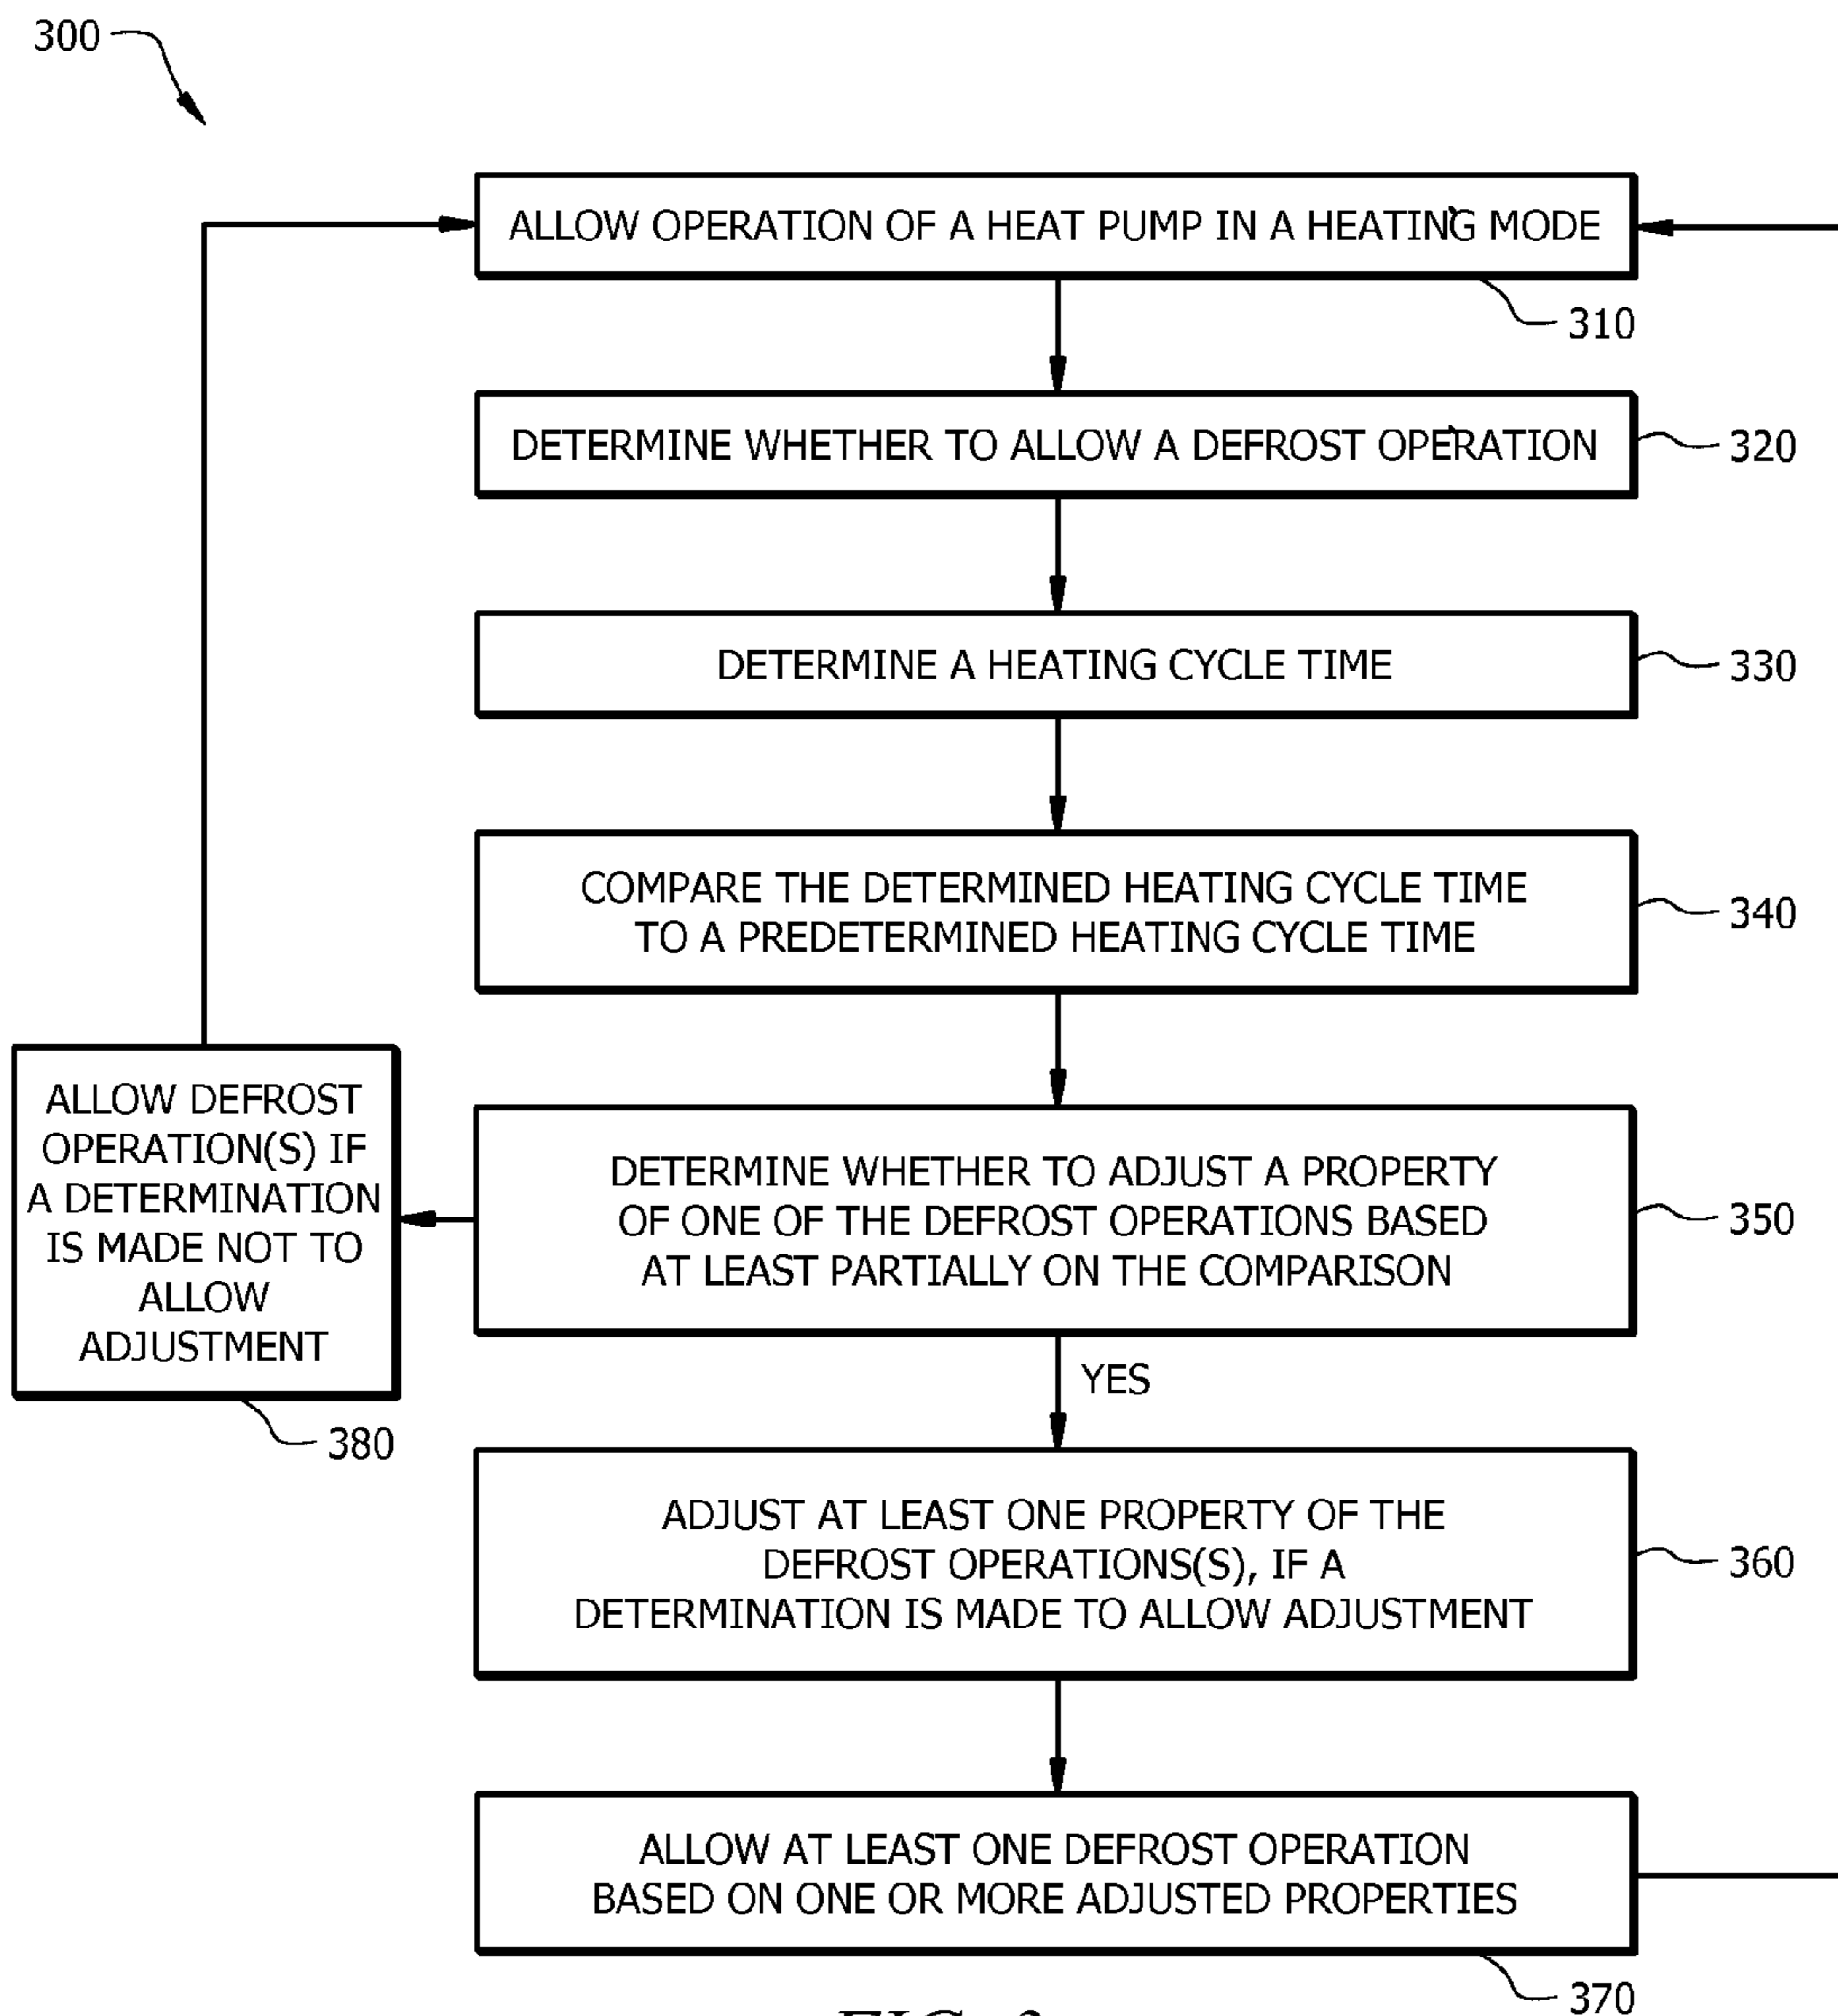 300
ALLOW OPERATION OF A HEAT PUMP IN A HEATING MODE
310
DETERMINE WHETHER TO ALLOW A DEFROST OPERATION
320
DETERMINE A HEATING CYCLE TIME
330
COMPARE THE DETERMINED HEATING CYCLE TIME
TO A PREDETERMINED HEATING CYCLE TIME
340
DETERMINE WHETHER TO ADJUST A PROPERTY
OF ONE OF THE DEFROST OPERATIONS BASED
AT LEAST PARTIALLY ON THE COMPARISON
350
ALLOW DEFROST
OPERATION(S) IF
A DETERMINATION
IS MADE NOT TO
ALLOW
ADJUSTMENT
380
YES
ADJUST AT LEAST ONE PROPERTY OF THE
DEFROST OPERATIONS(S), IF A
DETERMINATION IS MADE TO ALLOW ADJUSTMENT
360
ALLOW AT LEAST ONE DEFROST OPERATION
BASED ON ONE OR MORE ADJUSTED PROPERTIES
370